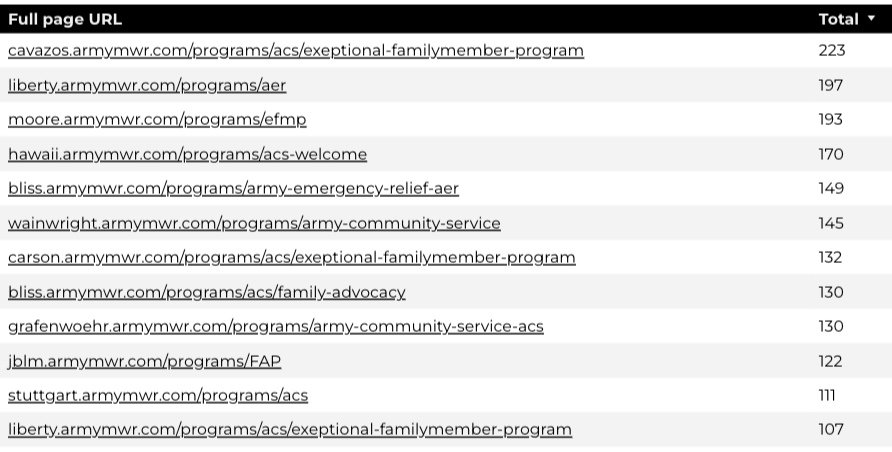 Full page URL Total ▼
cavazos.armymwr.com/programs/acs/exeptional-familymember-program 223
liberty.armymwr.com/programs/aer 197
moore.armymwr.com/programs/efmp 193
hawaii.armymwr.com/programs/acs-welcome 170
bliss.armymwr.com/programs/army-emergency-relief-aer 149
wainwright.armymwr.com/programs/army-community-service 145
carson.armymwr.com/programs/acs/exeptional-familymember-program 132
bliss.armymwr.com/programs/acs/family-advocacy 130
grafenwoehr.armymwr.com/programs/army-community-service-acs 130
jblm.armymwr.com/programs/FAP 122
stuttgart.armymwr.com/programs/acs 111
liberty.armymwr.com/programs/acs/exeptional-familymember-program 107